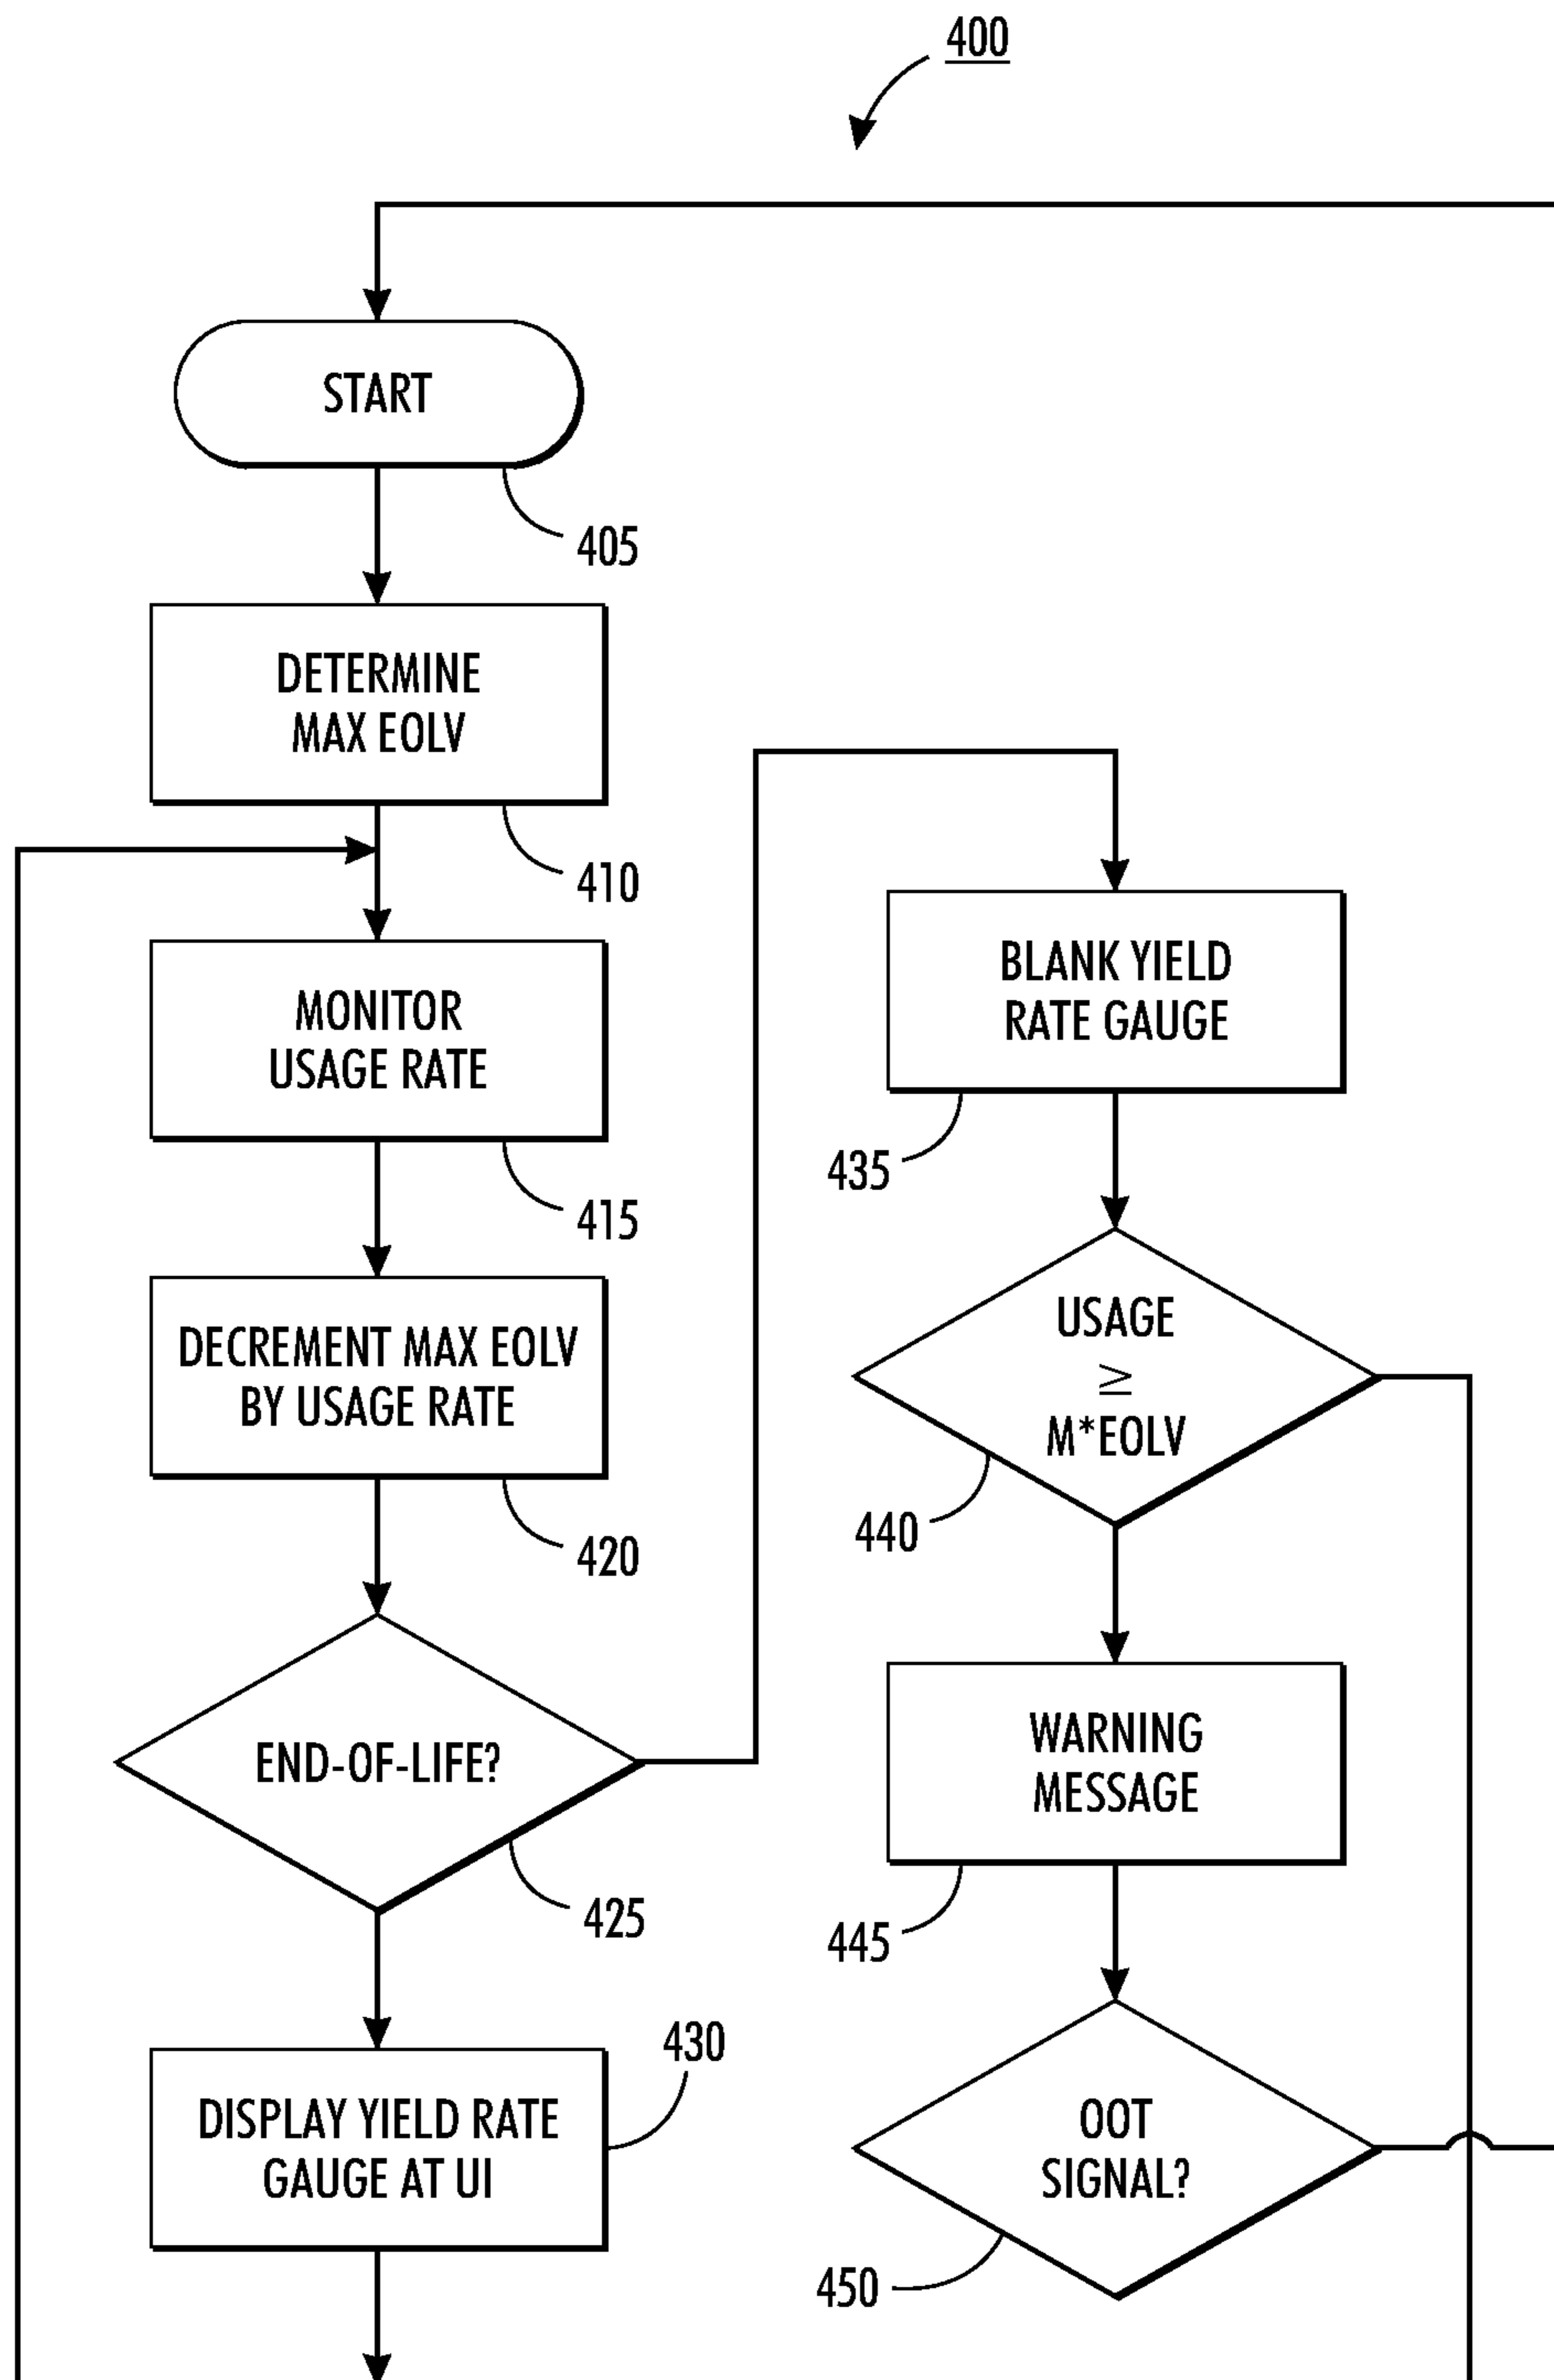 400
START
405
DETERMINE
MAX EOLV
410
MONITOR
USAGE RATE
415
DECREMENT MAX EOLV
BY USAGE RATE
420
END-OF-LIFE?
425
430
DISPLAY YIELD RATE
GAUGE AT UI
BLANK YIELD
RATE GAUGE
435
USAGE
≥
M*EOLV
440
WARNING
MESSAGE
445
OOT
SIGNAL?
450